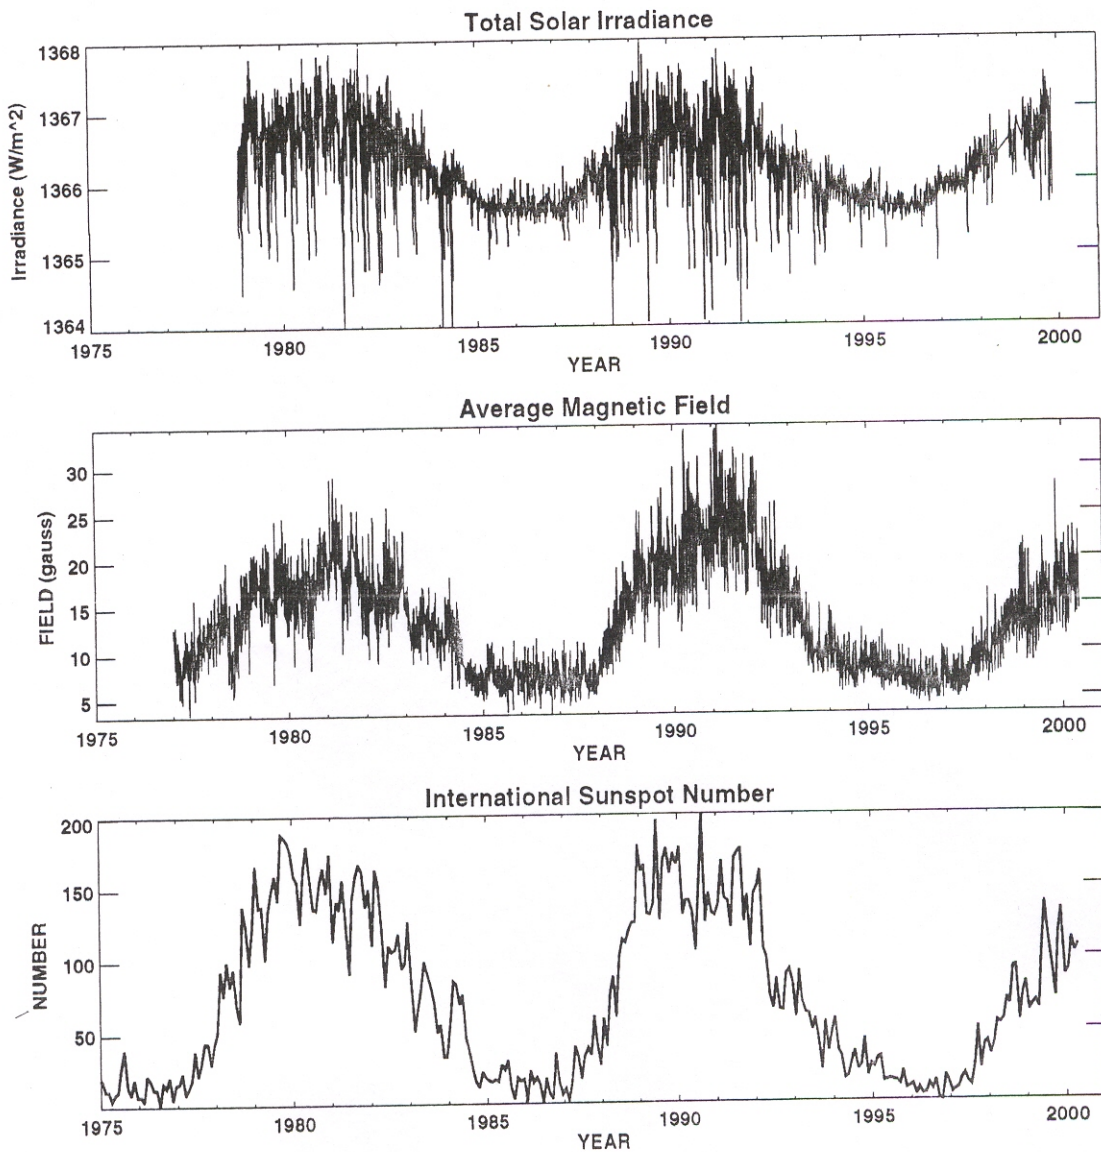 Total Solar Irradiance
Irradiance (W/m^2)
1368
1367
1366
1365
1364
1975 1980 1985 1990 1995 2000
YEAR
Average Magnetic Field
FIELD (gauss)
30
25
20
15
10
5
1975 1980 1985 1990 1995 2000
YEAR
International Sunspot Number
NUMBER
200
150
100
50
1975 1980 1985 1990 1995 2000
YEAR